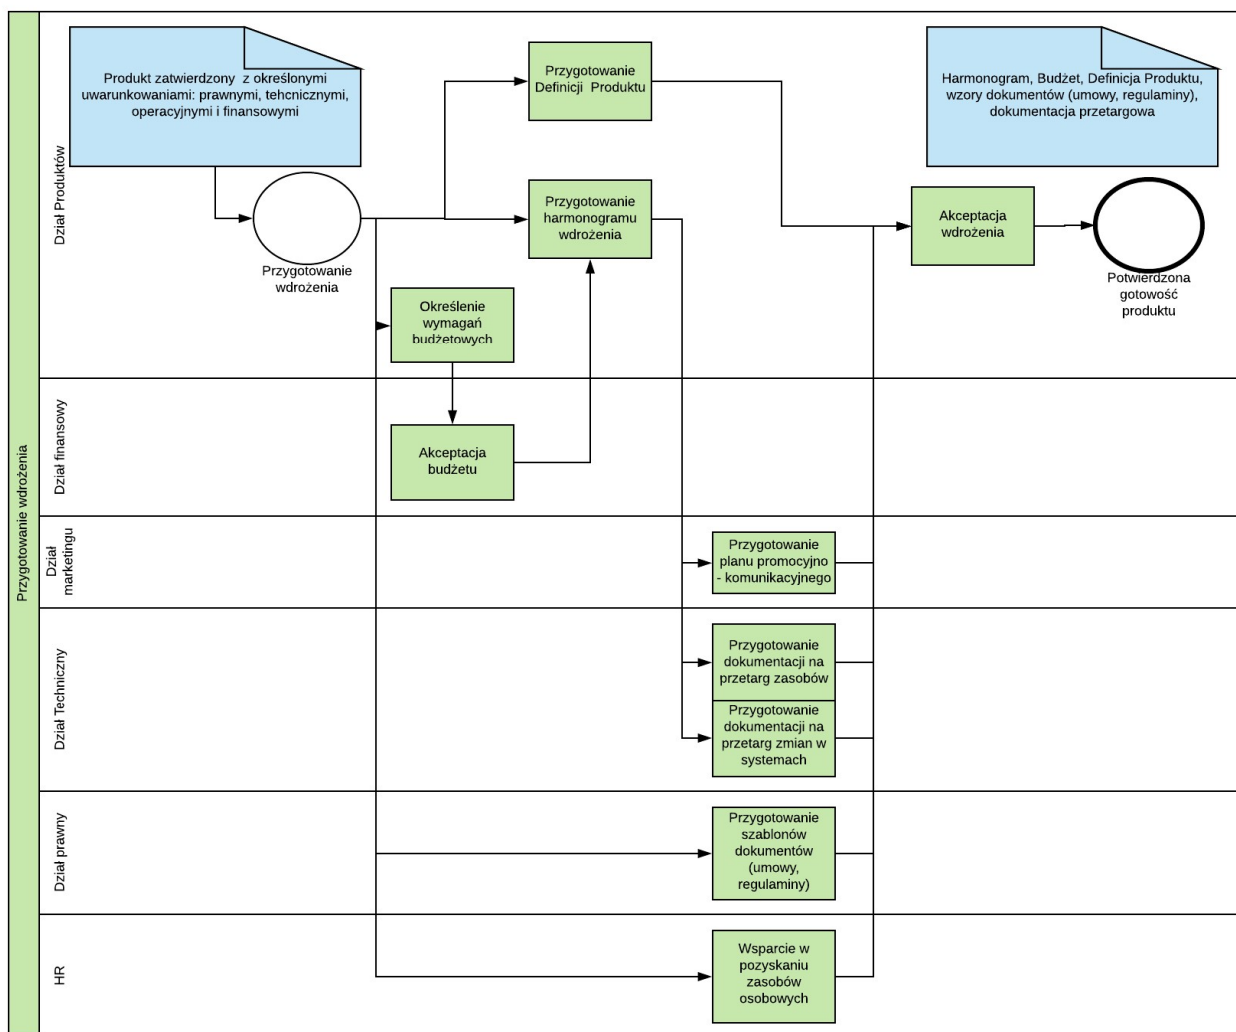 Przygotowanie wdrożenia
Dział Produktów
Produkt zatwierdzony z określonymi
uwarunkowaniami: prawnymi, tehcnicznymi,
operacyjnymi i finansowymi
Przygotowanie
wdrożenia
Przygotowanie
Definicji Produktu
Przygotowanie
harmonogramu
wdrożenia
Określenie
wymagań
budżetowych
Harmonogram, Budżet, Definicja Produktu,
wzory dokumentów (umowy, regulaminy),
dokumentacja przetargowa
Akceptacja
wdrożenia
Potwierdzona
gotowość
produktu
Dział finansowy
Akceptacja
budżetu
Dział
marketingu
Przygotowanie
planu promocyjno
- komunikacyjnego
Dział Techniczny
Przygotowanie
dokumentacji na
przetarg zasobów
Przygotowanie
dokumentacji na
przetarg zmian w
systemach
Dział prawny
Przygotowanie
szablonów
dokumentów
(umowy,
regulaminy)
HR
Wsparcie w
pozyskaniu
zasobów
osobowych